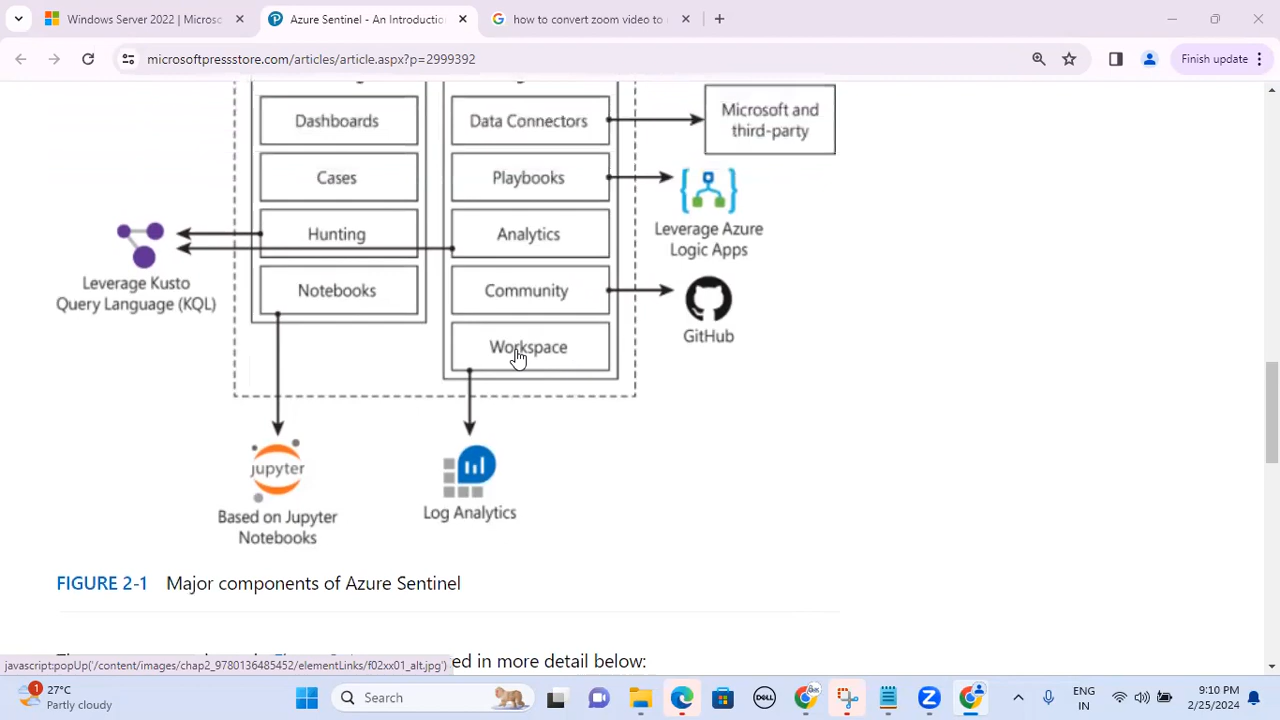 Windows Server 2022 | Microso
Azure Sentinel - An Introductio
how to convert zoom video to
microsoftpressstore.com/articles/article.aspx?p=2999392
Finish update
Dashboards
Cases
Hunting
Notebooks
Data Connectors
Playbooks
Analytics
Community
Workspace
Microsoft and
third-party
Leverage Azure
Logic Apps
GitHub
Leverage Kusto
Query Language (KQL)
jupyter
Based on Jupyter
Notebooks
Log Analytics
FIGURE 2-1 Major components of Azure Sentinel
ed in more detail below:
javascript:popUp('/content/images/chap2_9780136485452/elementLinks/f02xx01_alt.jpg')
1
27°C
Partly cloudy
Search
DELL
ENG
IN
9:10 PM
2/25/2024